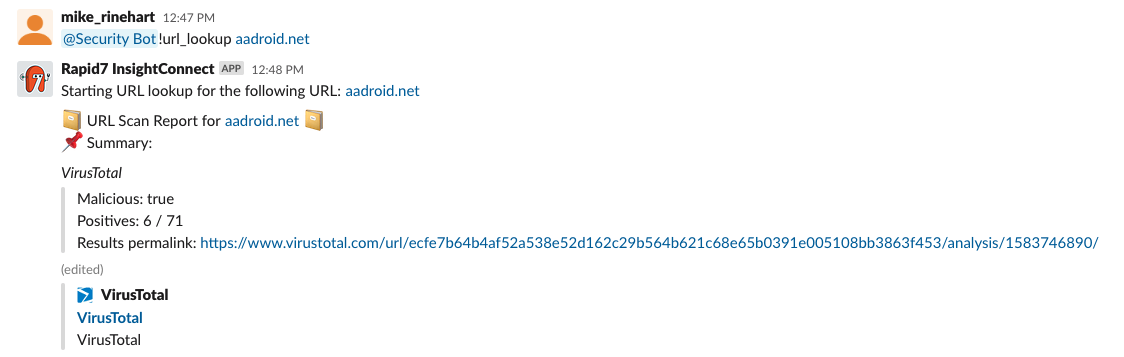 mike_rinehart 12:47 PM
@Security Bot !url_lookup aadroid.net
Rapid7 InsightConnect APP 12:48 PM
Starting URL lookup for the following URL: aadroid.net
URL Scan Report for aadroid.net
Summary:
VirusTotal
Malicious: true
Positives: 6 / 71
Results permalink: https://www.virustotal.com/url/ecfe7b64b4af52a538e52d162c29b564b621c68e65b0391e005108bb3863f453/analysis/1583746890/
(edited)
VirusTotal
VirusTotal
VirusTotal